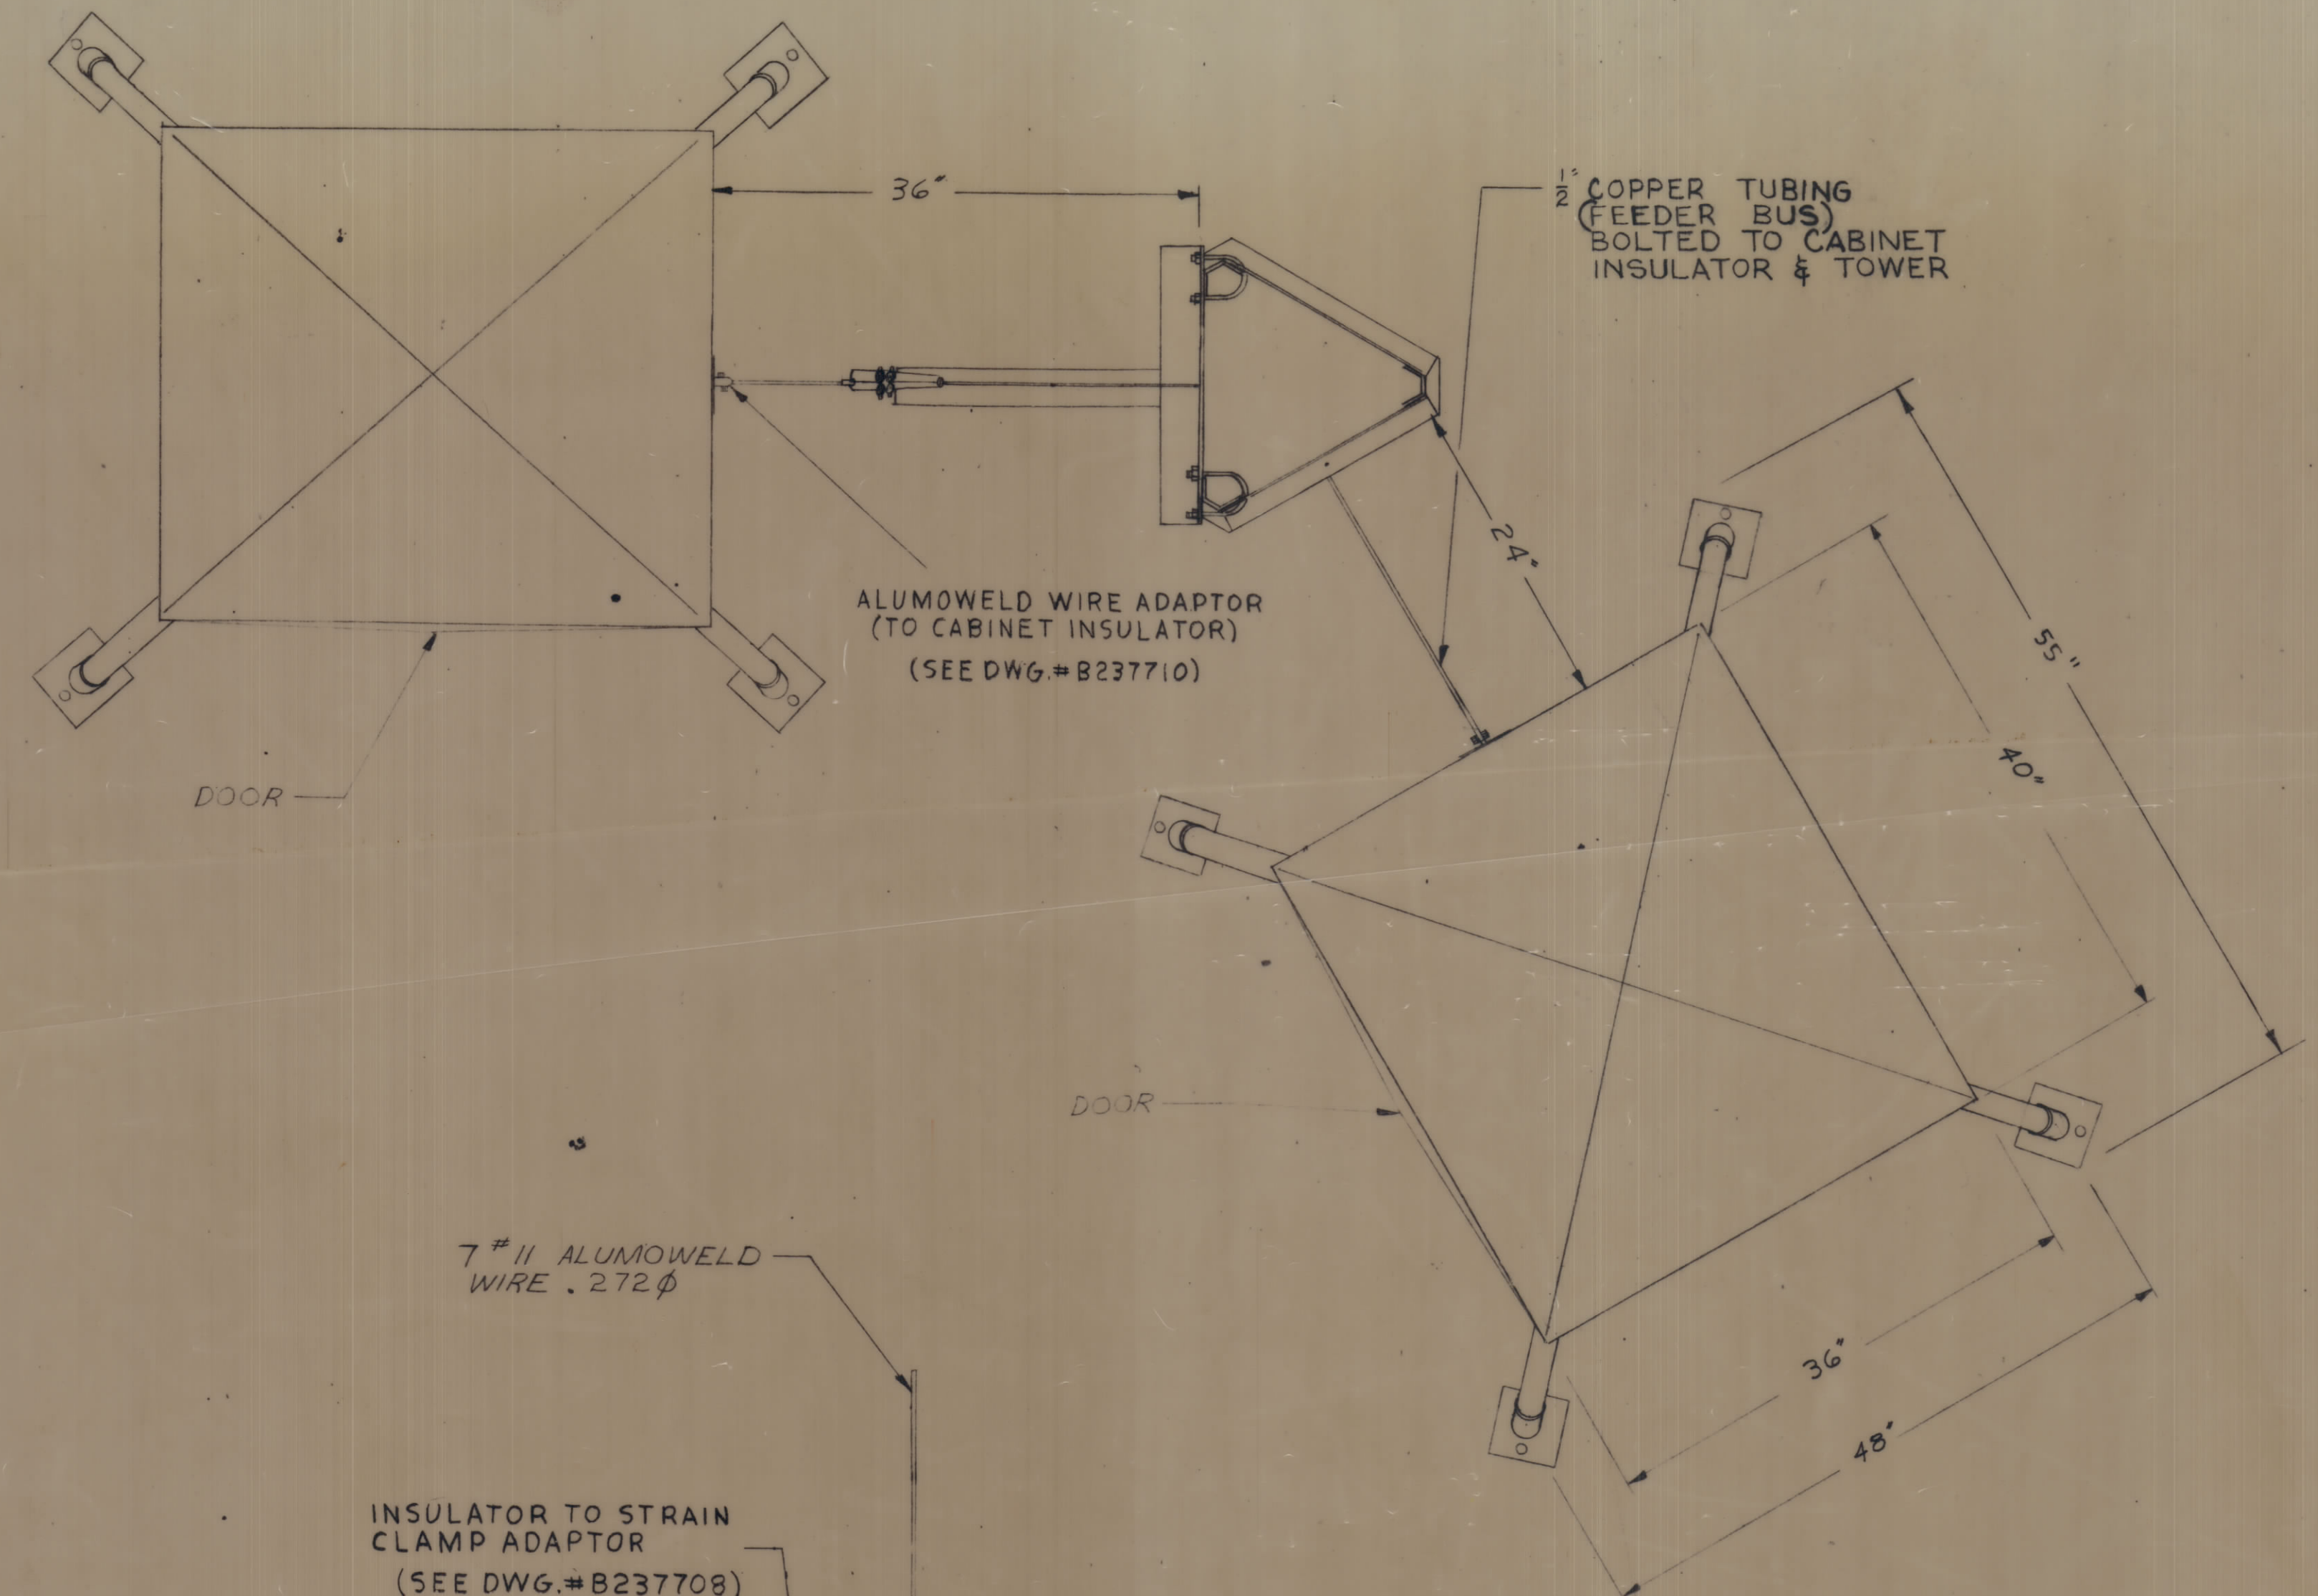 36"
1/2" COPPER TUBING
(FEEDER BUS)
BOLTED TO CABINET
INSULATOR & TOWER
24"
55"
40"
ALUMOWELD WIRE ADAPTOR
(TO CABINET INSULATOR)
(SEE DWG.#B237710)
DOOR
DOOR
7 #11 ALUMOWELD
WIRE .272φ
36"
48"
INSULATOR TO STRAIN
CLAMP ADAPTOR
(SEE DWG.#B237708)